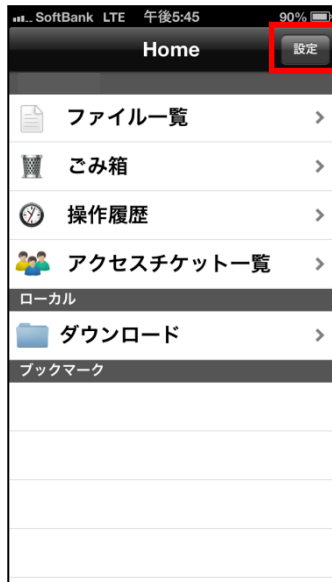 SoftBank LTE 午後5:45 90%
Home 設定
ファイル一覧
ごみ箱
操作履歴
アクセスチケット一覧
ローカル
ダウンロード
ブックマーク